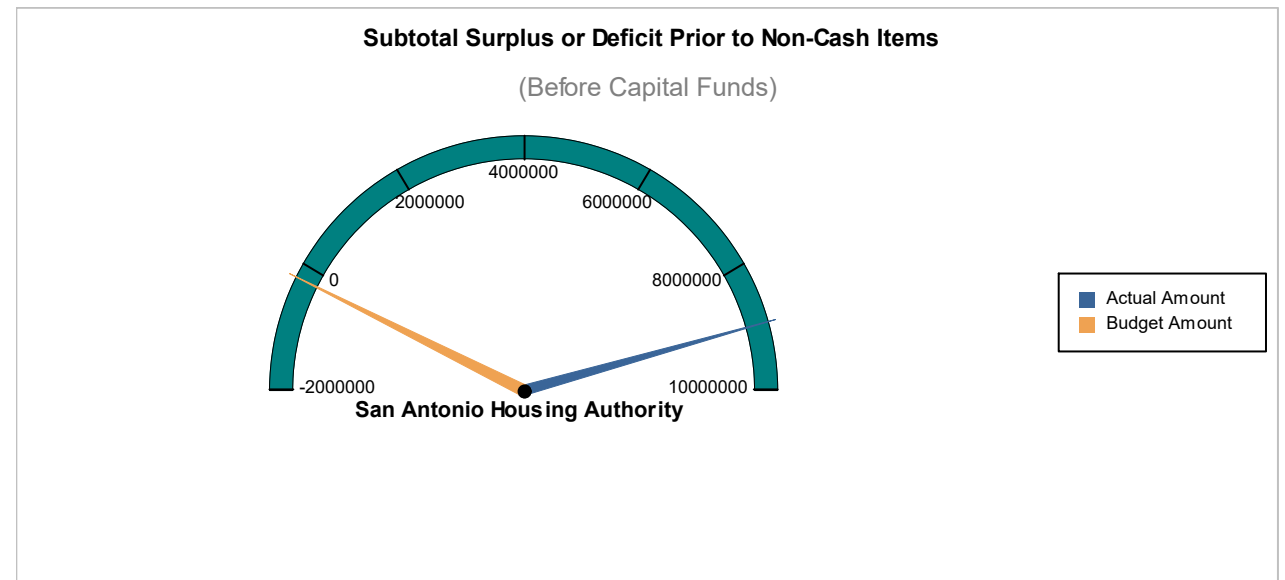 Subtotal Surplus or Deficit Prior to Non-Cash Items
(Before Capital Funds)
4000000
2000000
6000000
0
8000000
-2000000
10000000
San Antonio Housing Authority
Actual Amount
Budget Amount